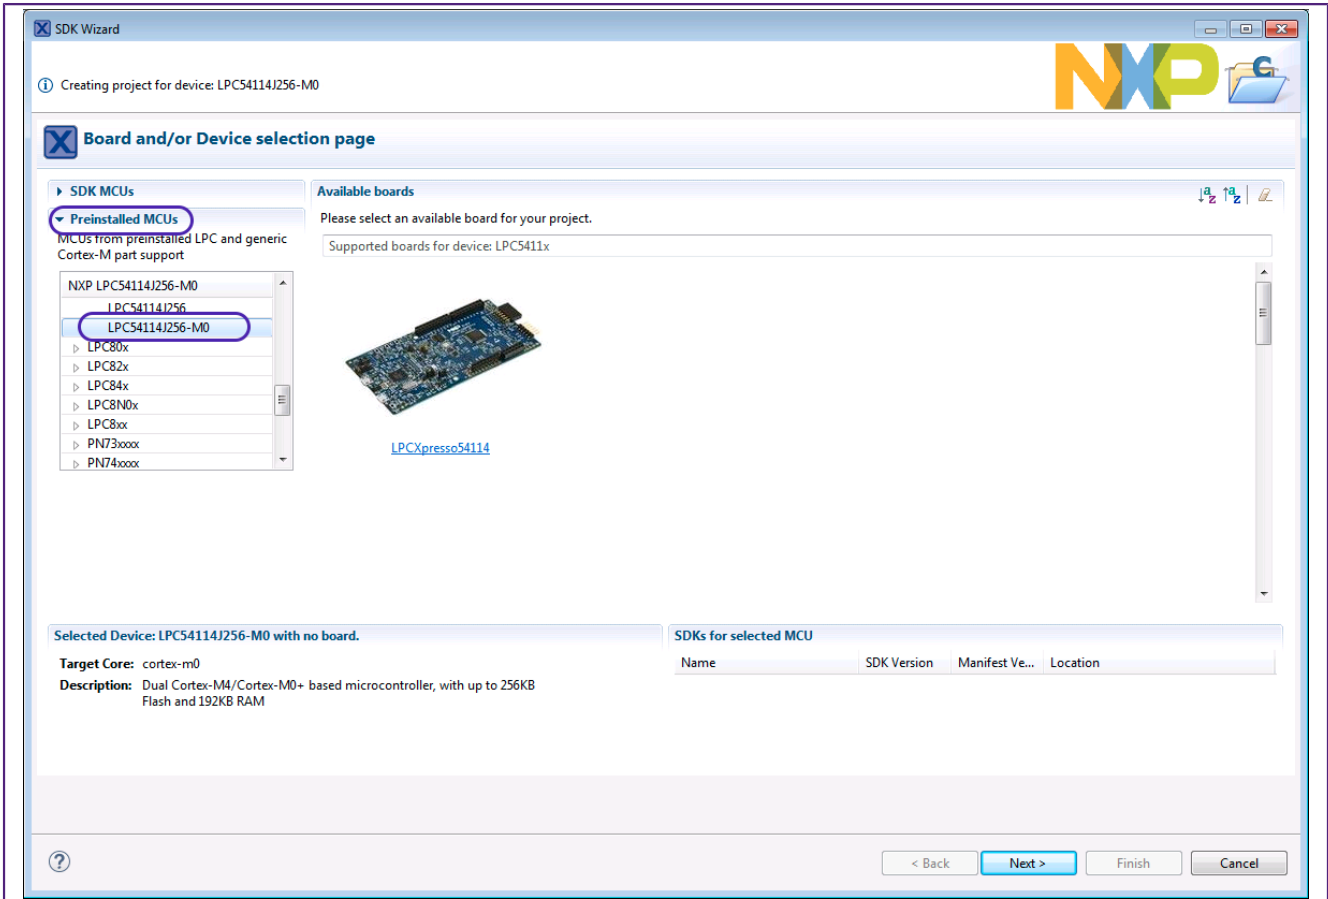 SDK Wizard
Creating project for device: LPC54114J256-M0
NXP
C
Board and/or Device selection page
SDK MCUs
Preinstalled MCUs
MCUs from preinstalled LPC and generic
Cortex-M part support
NXP LPC54114J256-M0
LPC54114J256
LPC54114J256-M0
LPC80x
LPC82x
LPC84x
LPC8N0x
LPC8xx
PN73xxxx
PN74xxxx
Available boards
Please select an available board for your project.
Supported boards for device: LPC5411x
LPCXpresso54114
Selected Device: LPC54114J256-M0 with no board.
Target Core: cortex-m0
Description: Dual Cortex-M4/Cortex-M0+ based microcontroller, with up to 256KB
Flash and 192KB RAM
SDKs for selected MCU
Name SDK Version Manifest Ve... Location
< Back Next > Finish Cancel